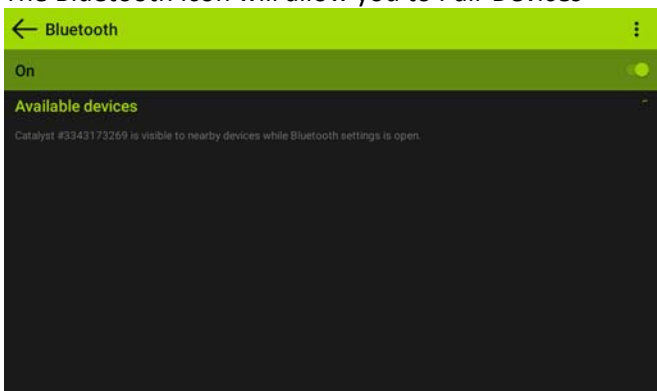 The Bluetooth icon will allow you to Pair Devices
Bluetooth
On
Available devices
Catalyst #3343173269 is visible to nearby devices while Bluetooth settings is open.